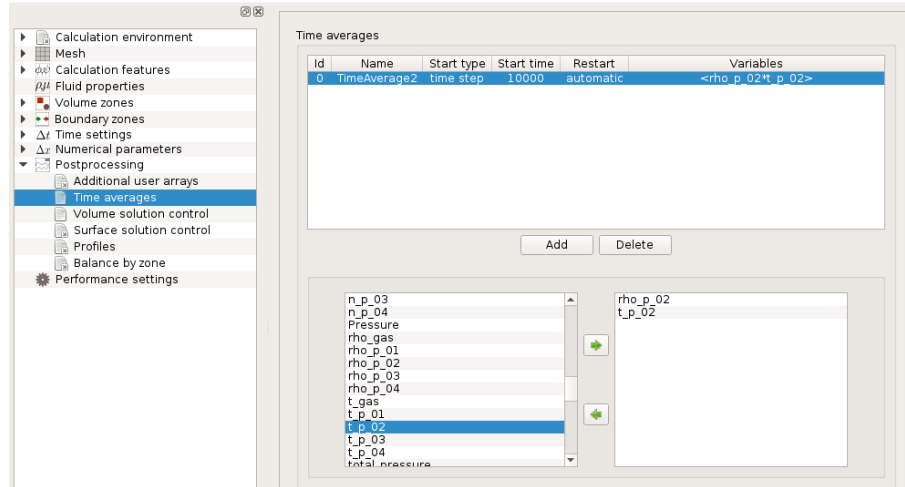 Calculation environment
Mesh
φ,χ,ψ Calculation features
ρ,μ Fluid properties
Volume zones
Boundary zones
Δt Time settings
Δx Numerical parameters
Postprocessing
Additional user arrays
Time averages
Volume solution control
Surface solution control
Profiles
Balance by zone
Performance settings
Time averages
Id Name Start type Start time Restart Variables
0 TimeAverage2 time step 10000 automatic <rho_p_02*t_p_02>
Add Delete
n_p_03
n_p_04
Pressure
rho_gas
rho_p_01
rho_p_02
rho_p_03
rho_p_04
t_gas
t_p_01
t_p_02
t_p_03
t_p_04
total_pressure
rho_p_02
t_p_02